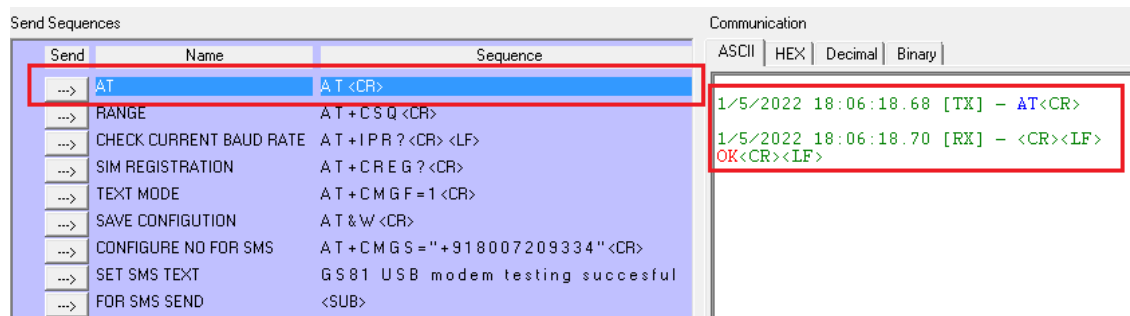 Send Sequences
Communication
Send Name Sequence
ASCII HEX Decimal Binary
---> AT A T <CR>
---> RANGE A T + C S Q <CR>
---> CHECK CURRENT BAUD RATE A T + I P R ? <CR> <LF>
---> SIM REGISTRATION A T + C R E G ? <CR>
---> TEXT MODE A T + C M G F = 1 <CR>
---> SAVE CONFIGUTION A T & W <CR>
---> CONFIGURE NO FOR SMS A T + C M G S = " + 9 1 8 0 0 7 2 0 9 3 3 4 " <CR>
---> SET SMS TEXT G S 8 1   U S B   m o d e m   t e s t i n g   s u c c e s f u l
---> FOR SMS SEND <SUB>
1/5/2022 18:06:18.68 [TX] - AT<CR>
1/5/2022 18:06:18.70 [RX] - <CR><LF>
OK<CR><LF>